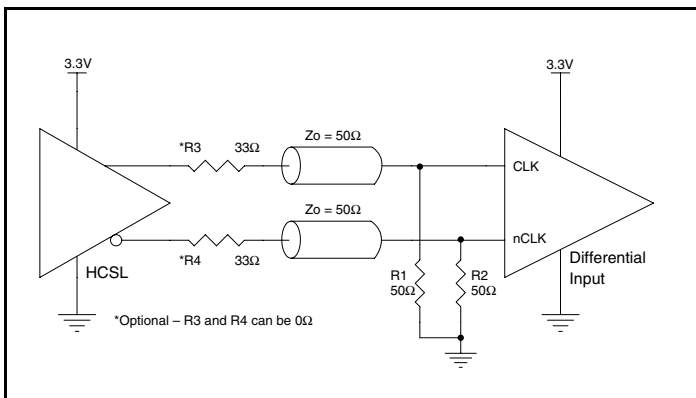 3.3V
3.3V
*R3
33Ω
Zo = 50Ω
CLK
Zo = 50Ω
nCLK
*R4
33Ω
HCSL
R1
50Ω
R2
50Ω
Differential
Input
*Optional – R3 and R4 can be 0Ω